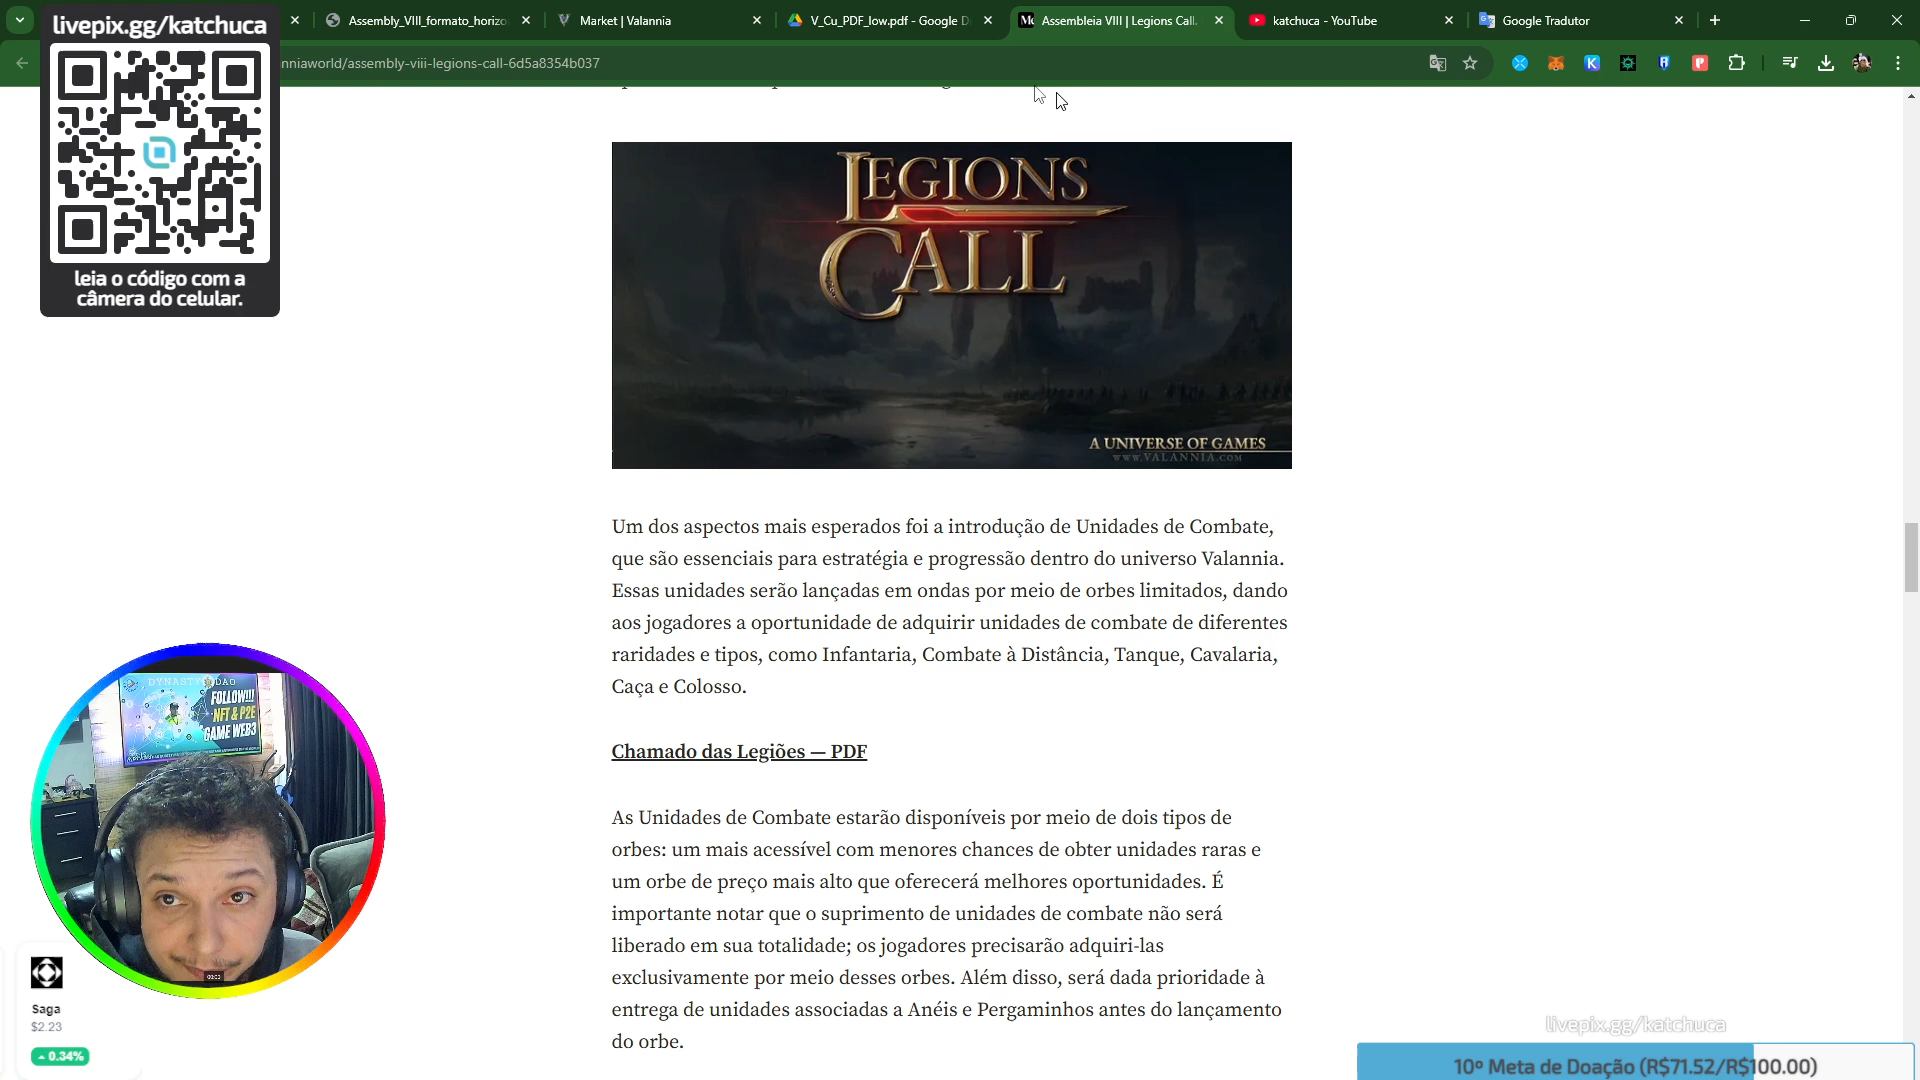 livepix.gg/katchuca
leia o código com a
câmera do celular.
Assembly_VIII_formato_horizo
Market | Valannia
V_Cu_PDF_low.pdf - Google D
Assembleia VIII | Legions Call.
katchuca - YouTube
Google Tradutor
nniaworld/assembly-viii-legions-call-6d5a8354b037
LEGIONS
CALL
A UNIVERSE OF GAMES
WWW.VALANNIA.COM
Um dos aspectos mais esperados foi a introdução de Unidades de Combate,
que são essenciais para estratégia e progressão dentro do universo Valannia.
Essas unidades serão lançadas em ondas por meio de orbes limitados, dando
aos jogadores a oportunidade de adquirir unidades de combate de diferentes
raridades e tipos, como Infantaria, Combate à Distância, Tanque, Cavalaria,
Caça e Colosso.
Chamado das Legiões — PDF
As Unidades de Combate estarão disponíveis por meio de dois tipos de
orbes: um mais acessível com menores chances de obter unidades raras e
um orbe de preço mais alto que oferecerá melhores oportunidades. É
importante notar que o suprimento de unidades de combate não será
liberado em sua totalidade; os jogadores precisarão adquiri-las
exclusivamente por meio desses orbes. Além disso, será dada prioridade à
entrega de unidades associadas a Anéis e Pergaminhos antes do lançamento
do orbe.
DYNASTY DAO
FOLLOW!!!
NFT & P2E
GAME WEB3
Saga
$2.23
0.34%
livepix.gg/katchuca
10º Meta de Doação (R$71.52/R$100.00)